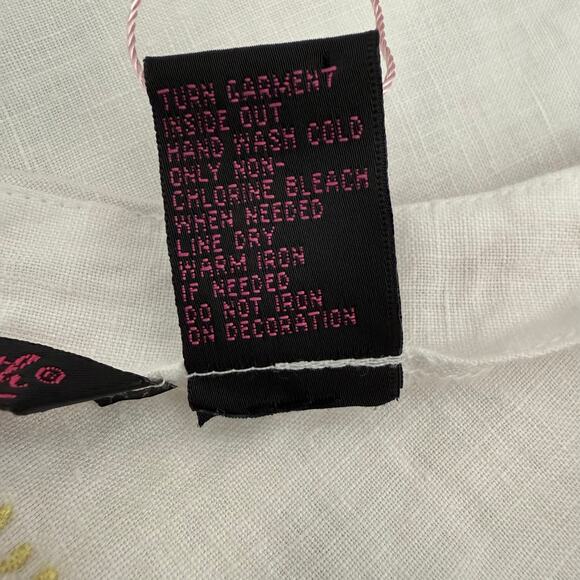 TURN GARMENT
INSIDE OUT
HAND WASH COLD
ONLY NON-
CHLORINE BLEACH
WHEN NEEDED
LINE DRY
WARM IRON
IF NEEDED
DO NOT IRON
ON DECORATION
®